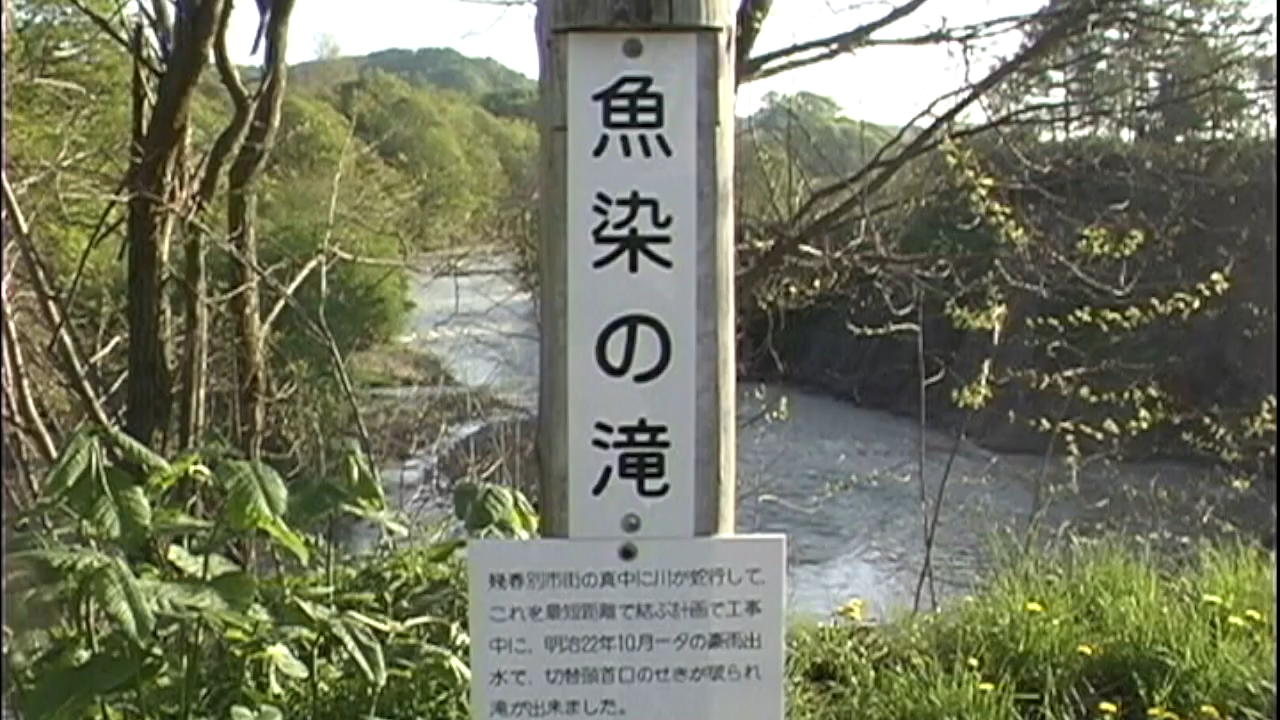 魚染の滝
幾春別市街の真中に川が蛇行して、
これを最短距離で結ぶ計画で工事
中に、明治22年10月一夕の豪雨出
水で、切替頭首口のせきが破られ
滝が出来ました。